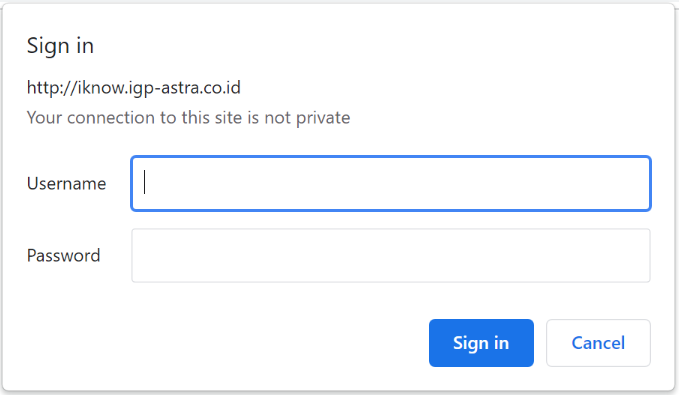 Sign in
http://iknow.igp-astra.co.id
Your connection to this site is not private
Username
Password
Sign in
Cancel